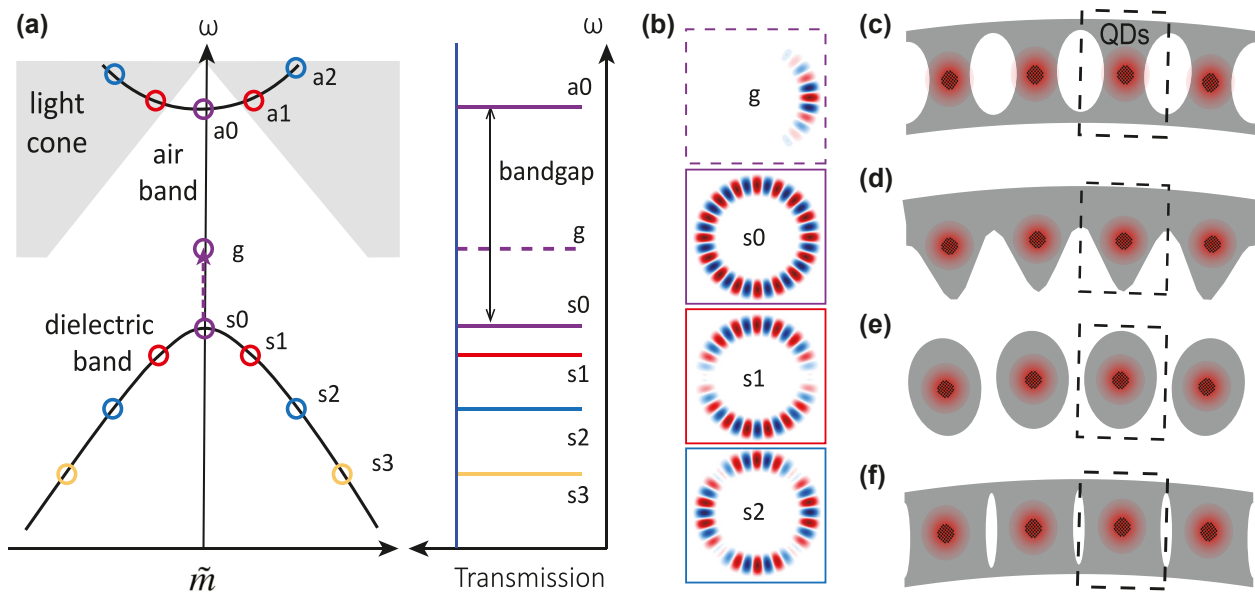 (a)
ω
a2
a1
a0
light
cone
air
band
g
s0
dielectric
band
s1
s2
s3
m̃
ω
a0
bandgap
g
s0
s1
s2
s3
Transmission
(b)
g
s0
s1
s2
(c)
QDs
(d)
(e)
(f)